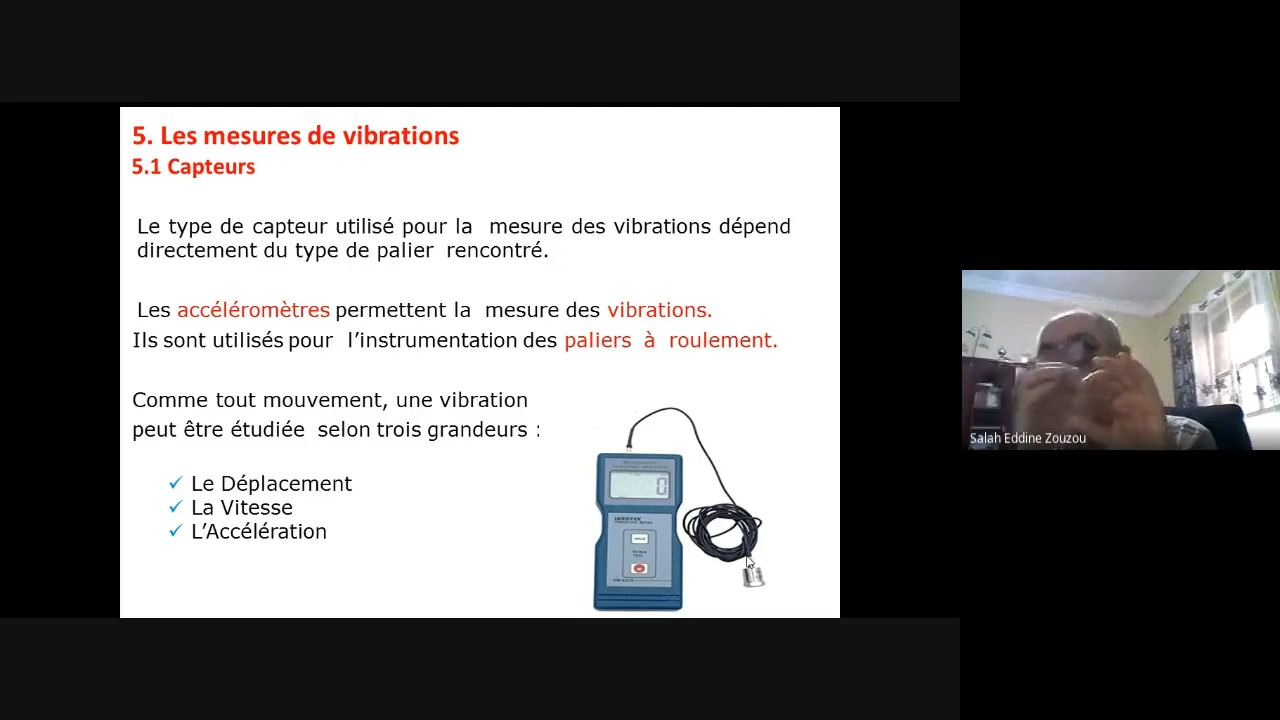 5. Les mesures de vibrations
5.1 Capteurs
Le type de capteur utilisé pour la mesure des vibrations dépend
directement du type de palier rencontré.
Les accéléromètres permettent la mesure des vibrations.
Ils sont utilisés pour l'instrumentation des paliers à roulement.
Comme tout mouvement, une vibration
peut être étudiée selon trois grandeurs :
✓ Le Déplacement
✓ La Vitesse
✓ L'Accélération
0
VIBRATION METER
Salah Eddine Zouzou